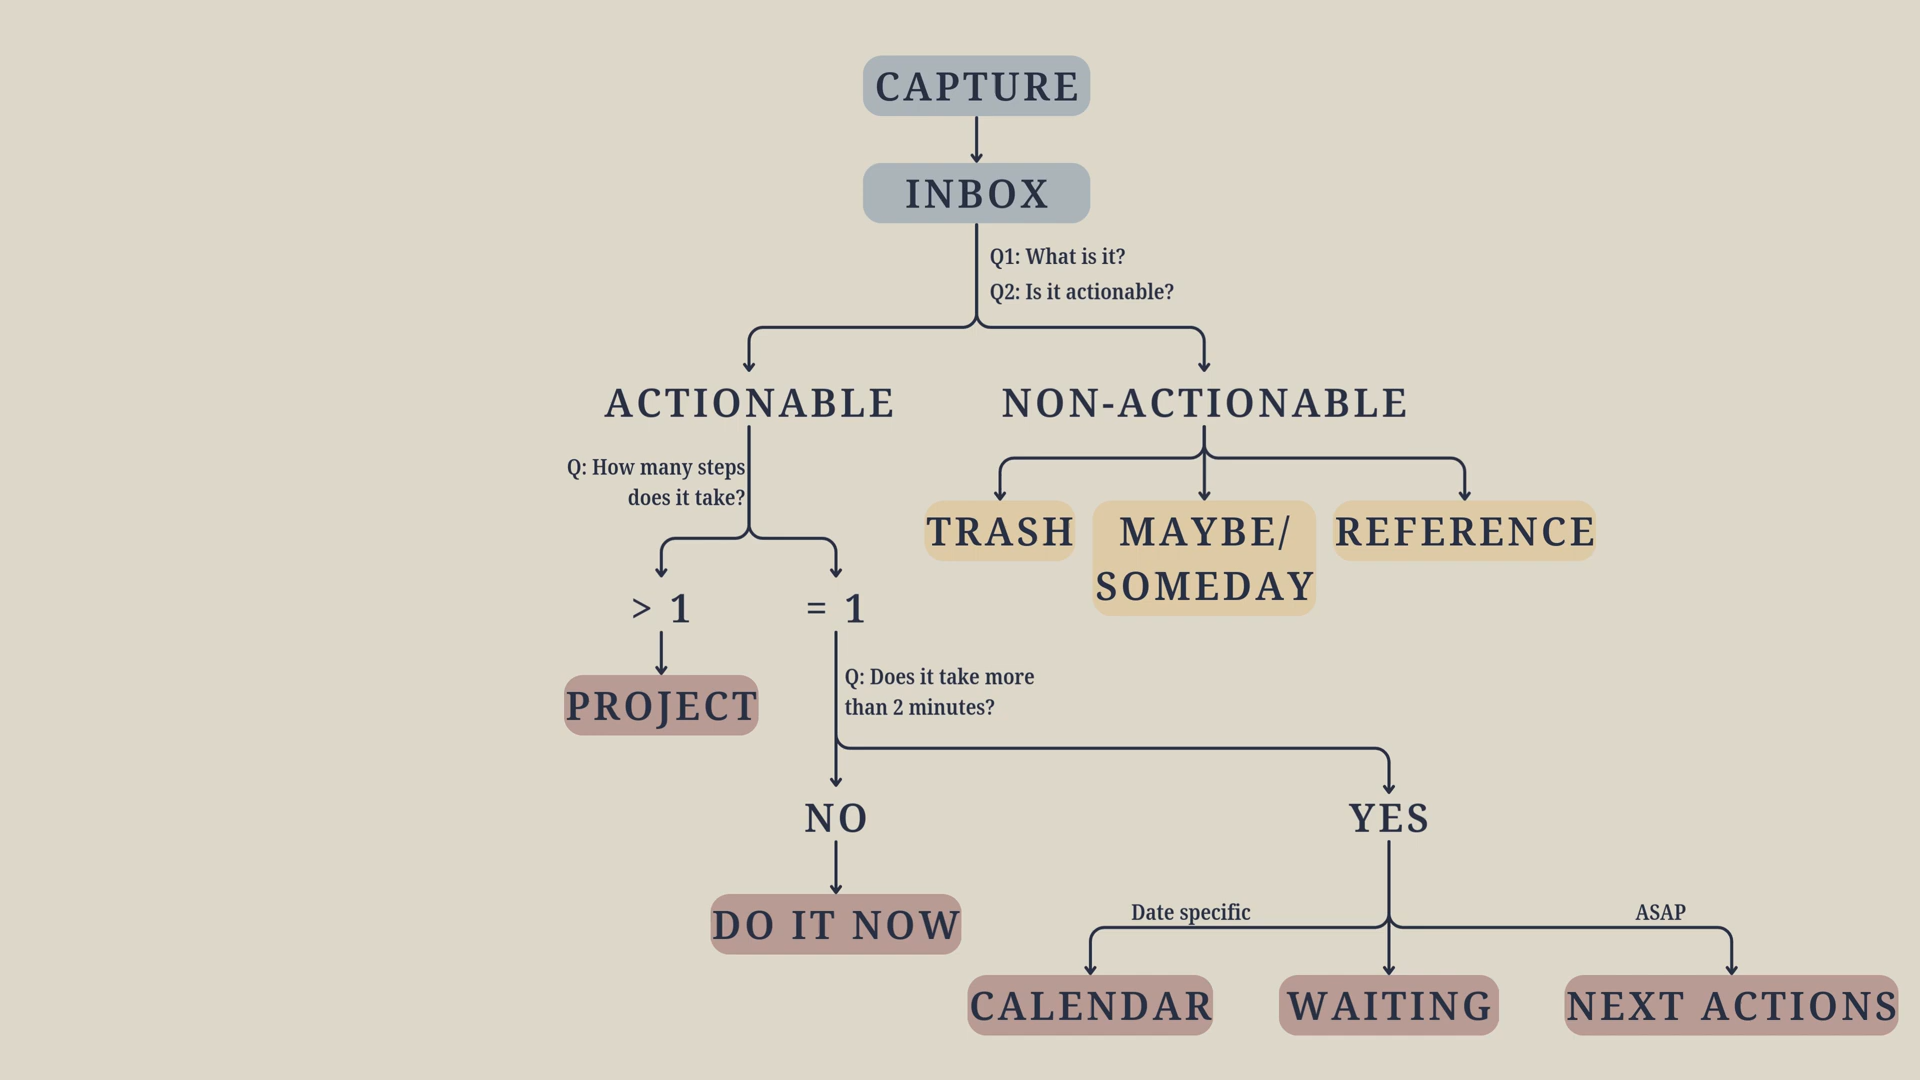 CAPTURE
INBOX
Q1: What is it?
Q2: Is it actionable?
ACTIONABLE
NON-ACTIONABLE
Q: How many steps
does it take?
TRASH
MAYBE/
SOMEDAY
REFERENCE
> 1
= 1
PROJECT
Q: Does it take more
than 2 minutes?
NO
YES
DO IT NOW
Date specific
ASAP
CALENDAR
WAITING
NEXT ACTIONS